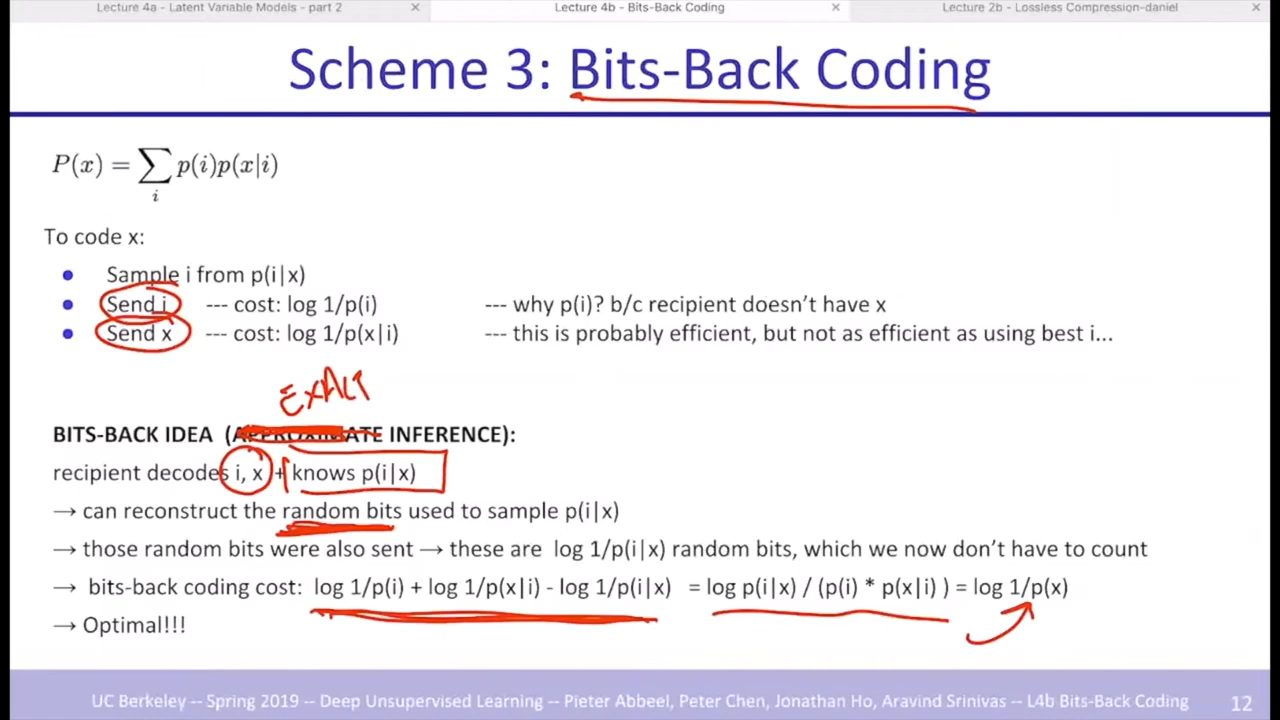 Lecture 4a - Latent Variable Models - part 2 × Lecture 4b - Bits-Back Coding × Lecture 2b - Lossless Compression-daniel ×
Scheme 3: Bits-Back Coding
P(x) = ∑_i p(i)p(x|i)
To code x:
• Sample i from p(i|x)
• Send i --- cost: log 1/p(i) --- why p(i)? b/c recipient doesn't have x
• Send x --- cost: log 1/p(x|i) --- this is probably efficient, but not as efficient as using best i...
EXACT
BITS-BACK IDEA (APPROXIMATE INFERENCE):
recipient decodes i, x + knows p(i|x)
→ can reconstruct the random bits used to sample p(i|x)
→ those random bits were also sent → these are log 1/p(i|x) random bits, which we now don't have to count
→ bits-back coding cost: log 1/p(i) + log 1/p(x|i) - log 1/p(i|x) = log p(i|x) / (p(i) * p(x|i) ) = log 1/p(x)
→ Optimal!!!
UC Berkeley -- Spring 2019 -- Deep Unsupervised Learning -- Pieter Abbeel, Peter Chen, Jonathan Ho, Aravind Srinivas -- L4b Bits-Back Coding 12